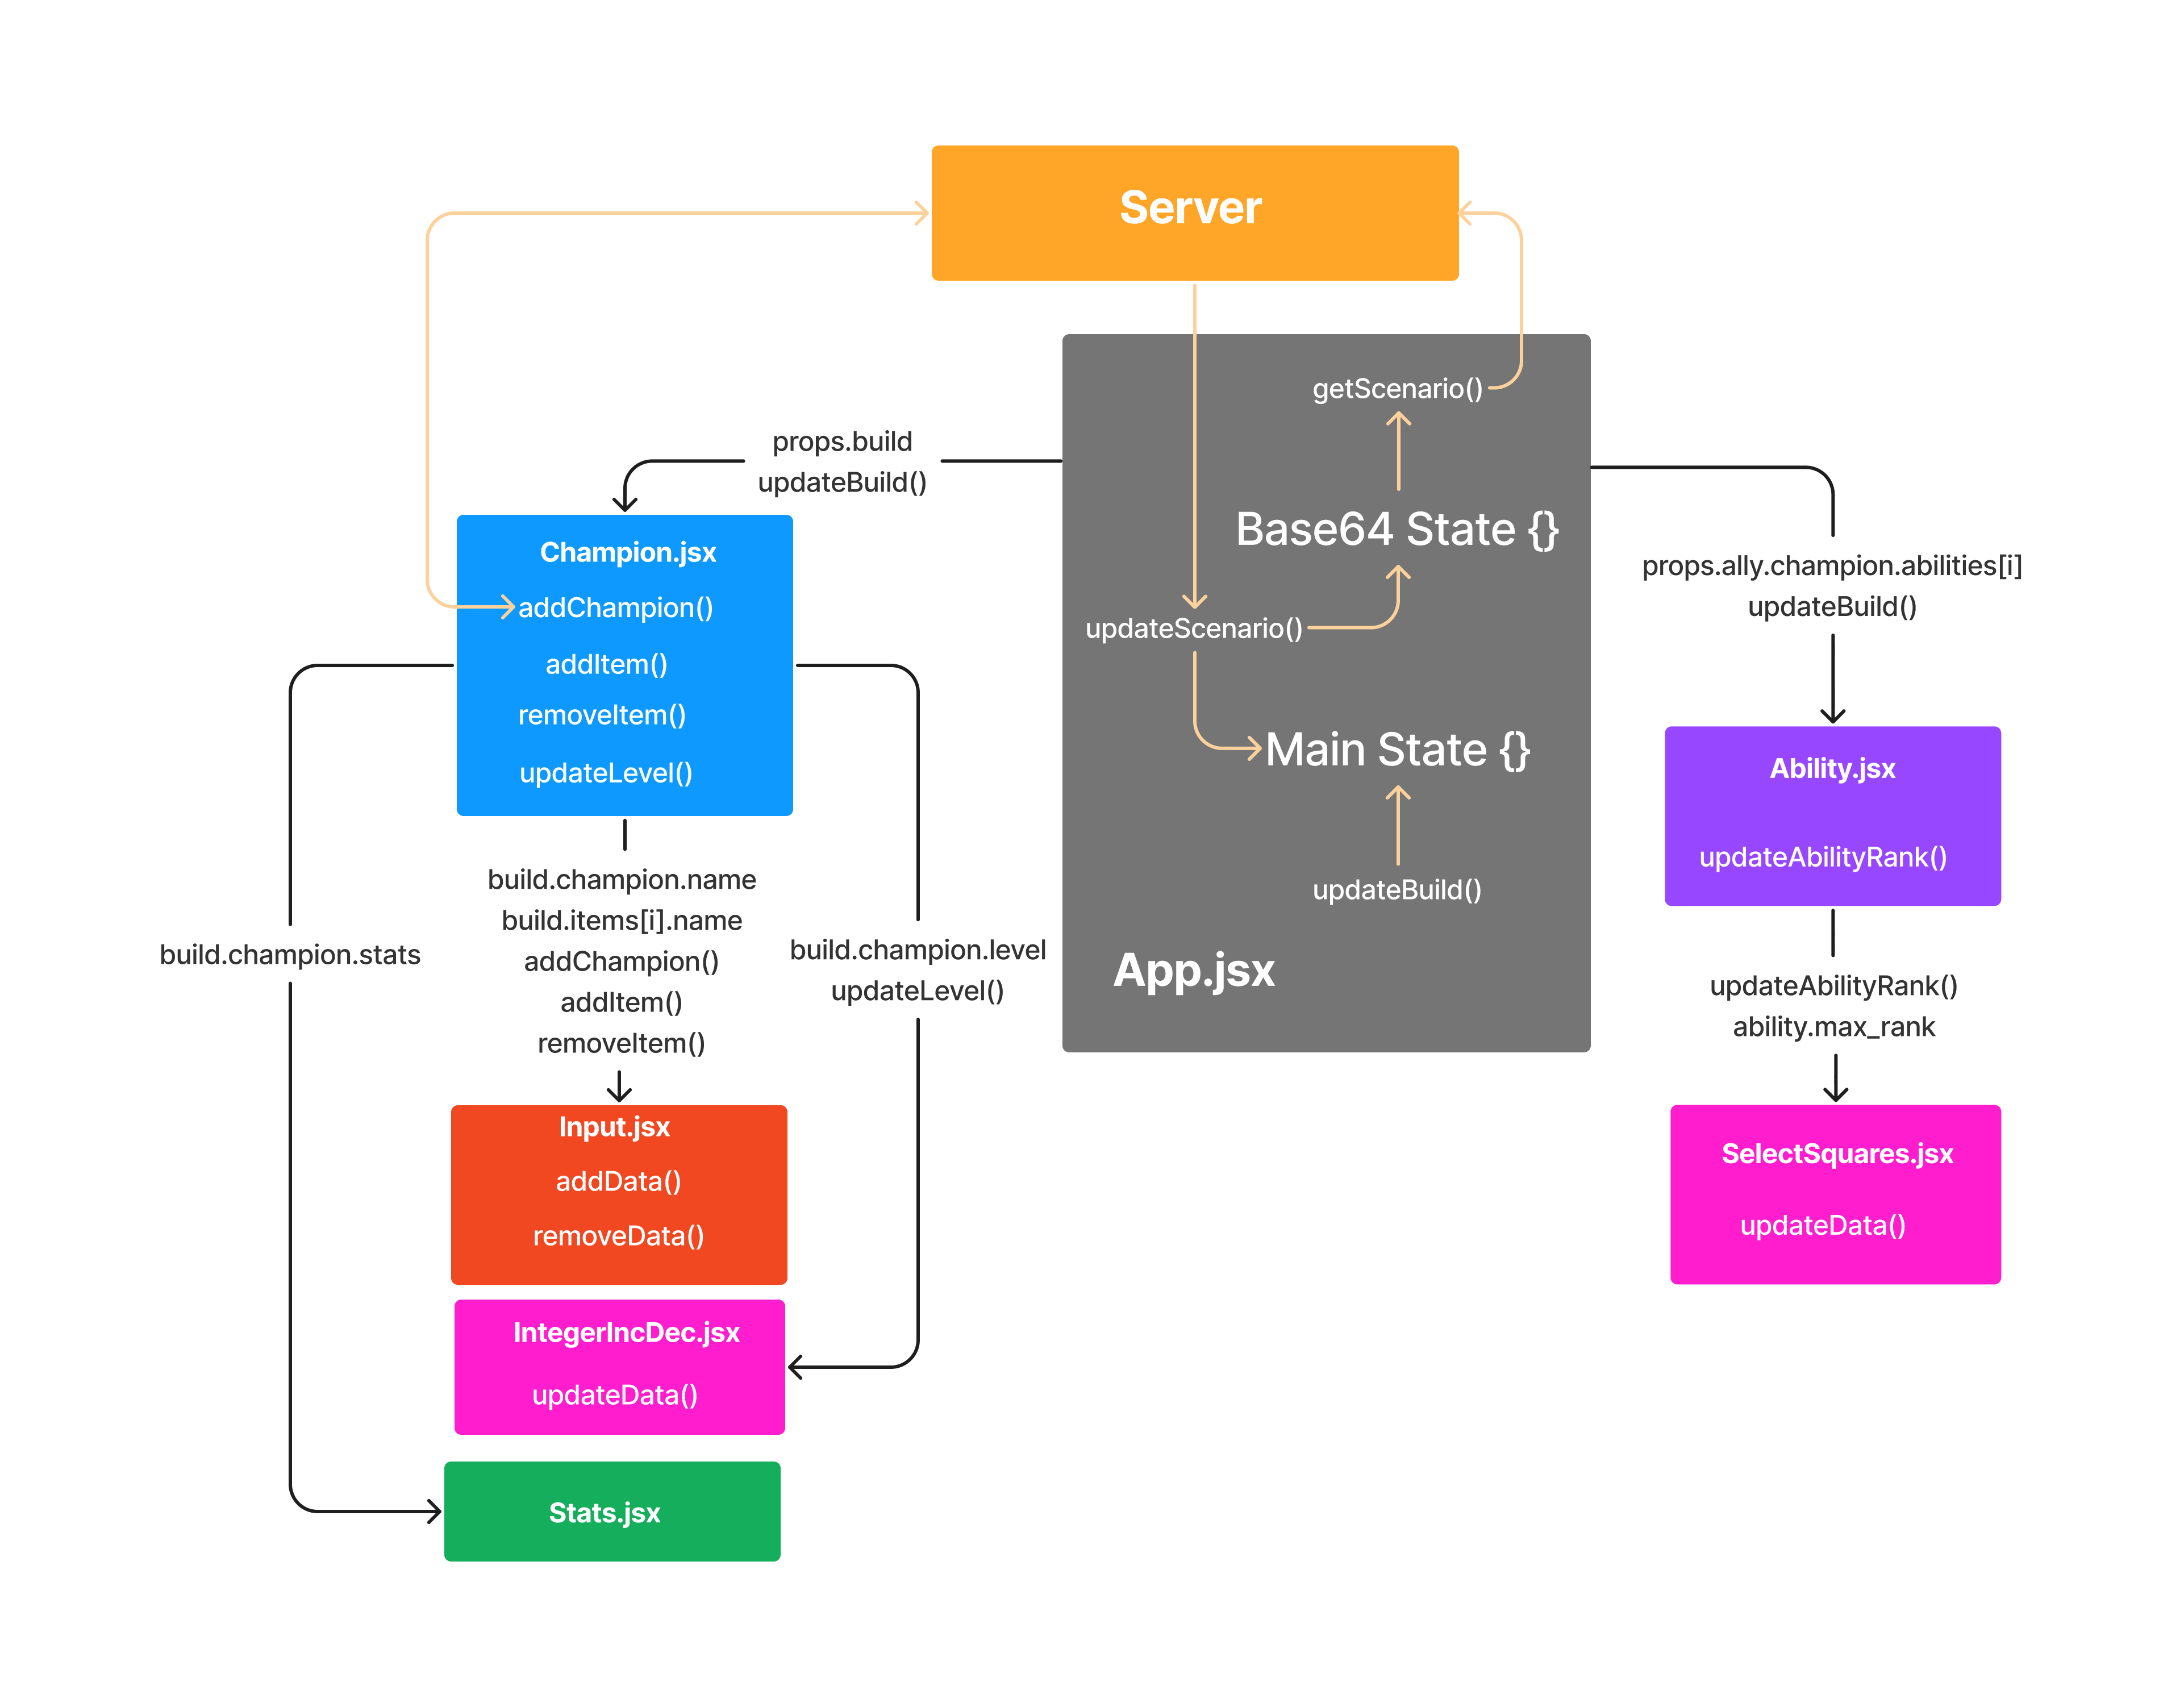 Server
getScenario()
props.build
updateBuild()
Base64 State {}
Champion.jsx
addChampion()
addItem()
removeItem()
updateLevel()
updateScenario()
Main State {}
updateBuild()
App.jsx
props.ally.champion.abilities[i]
updateBuild()
Ability.jsx
updateAbilityRank()
updateAbilityRank()
ability.max_rank
SelectSquares.jsx
updateData()
build.champion.stats
build.champion.name
build.items[i].name
addChampion()
addItem()
removeItem()
build.champion.level
updateLevel()
Input.jsx
addData()
removeData()
IntegerIncDec.jsx
updateData()
Stats.jsx